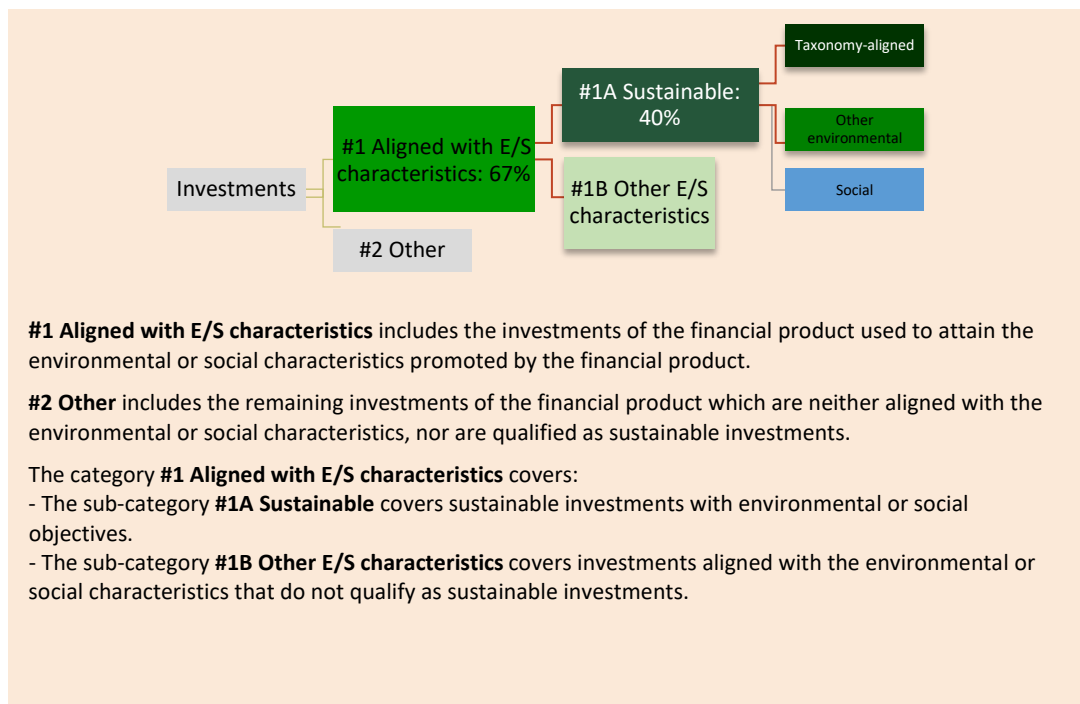 Taxonomy-aligned
#1A Sustainable:
40%
#1 Aligned with E/S
characteristics: 67%
Other
environmental
Investments
#1B Other E/S
characteristics
Social
#2 Other
#1 Aligned with E/S characteristics includes the investments of the financial product used to attain the
environmental or social characteristics promoted by the financial product.
#2 Other includes the remaining investments of the financial product which are neither aligned with the
environmental or social characteristics, nor are qualified as sustainable investments.
The category #1 Aligned with E/S characteristics covers:
- The sub-category #1A Sustainable covers sustainable investments with environmental or social
objectives.
- The sub-category #1B Other E/S characteristics covers investments aligned with the environmental or
social characteristics that do not qualify as sustainable investments.